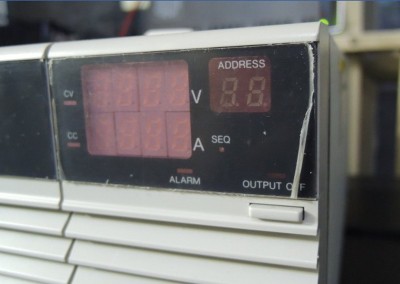 ADDRESS
CV
V
CC
A
SEQ
ALARM
OUTPUT OFF